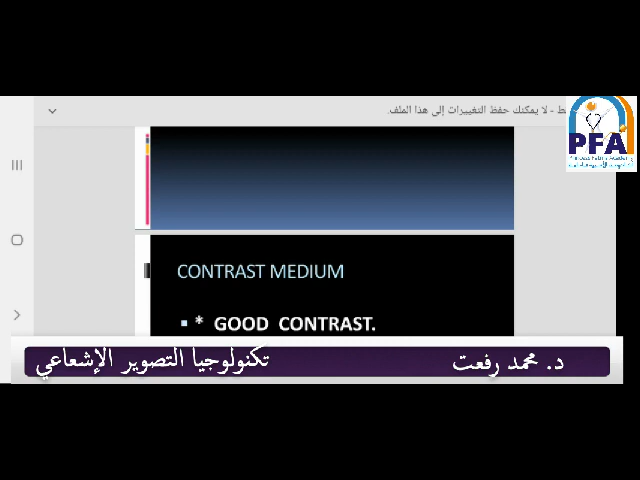 لا يمكنك حفظ التغييرات إلى هذا الملف.
PFA
CONTRAST MEDIUM
* GOOD CONTRAST.
د. محمد رفعت
تكنولوجيا التصوير الإشعاعي